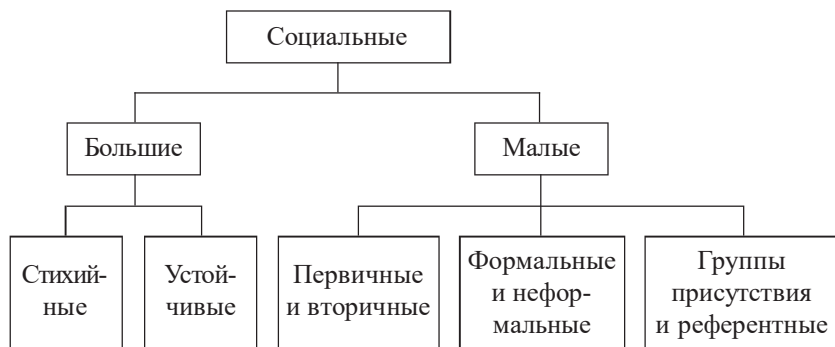 Социальные
Большие
Малые
Стихий-
ные
Устой-
чивые
Первичные
и вторичные
Формальные
и нефор-
мальные
Группы
присутствия
и референтные